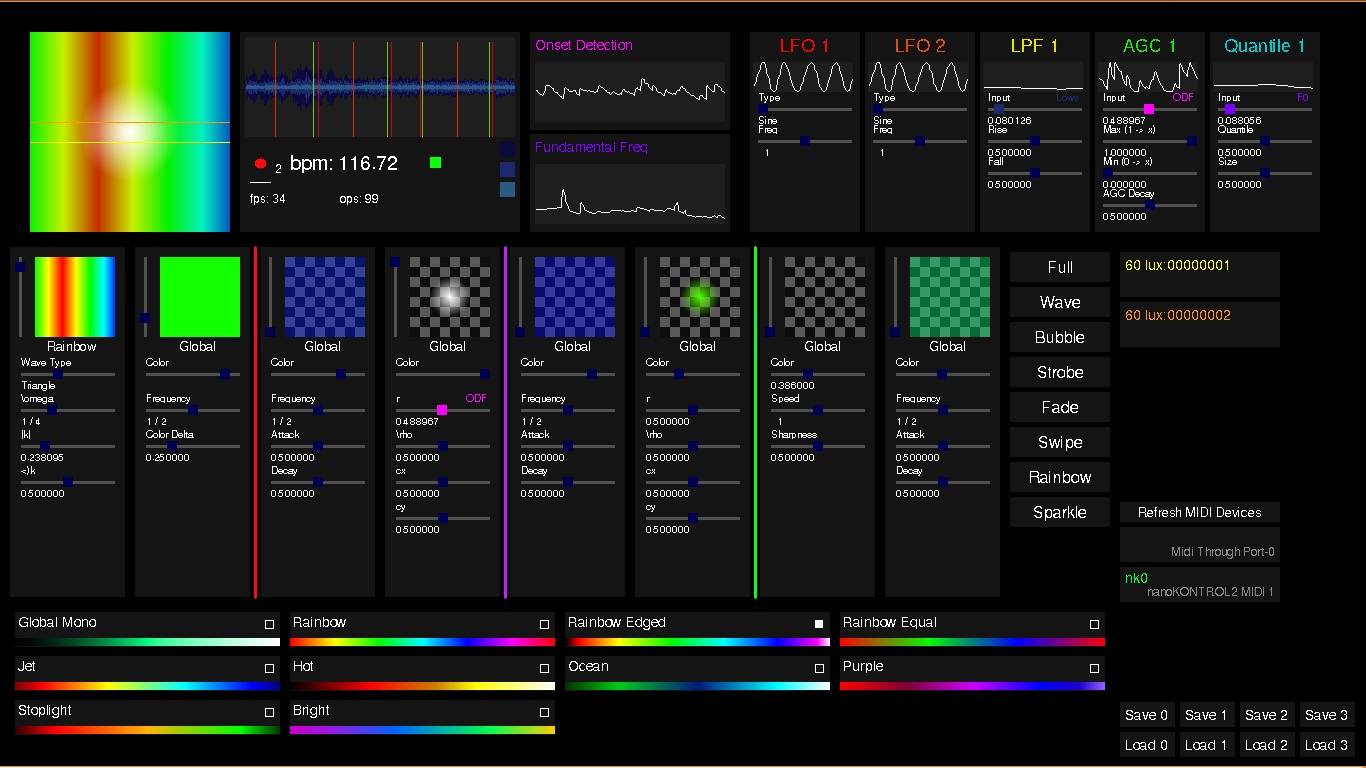 Onset Detection
Fundamental Freq
2 bpm: 116.72
fps: 34 ops: 99
LFO 1
Type
Sine
Freq
1
LFO 2
Type
Sine
Freq
1
LPF 1
Input Lows
0.080126
Rise
0.500000
Fall
0.500000
AGC 1
Input ODF
0.488967
Max (1 -> x)
1.000000
Min (0 -> x)
0.000000
AGC Decay
0.500000
Quantile 1
Input F0
0.088056
Quantile
0.500000
Size
0.500000
Rainbow
Wave Type
Triangle
\omega
1 / 4
|k|
0.238095
<)k
0.500000
Global
Color
Frequency
1 / 2
Color Delta
0.250000
Global
Color
Frequency
1 / 2
Attack
0.500000
Decay
0.500000
Global
Color
r ODF
0.488967
\rho
0.500000
cx
0.500000
cy
0.500000
Global
Color
Frequency
1 / 2
Attack
0.500000
Decay
0.500000
Global
Color
r
0.500000
\rho
0.500000
cx
0.500000
cy
0.500000
Global
Color
0.386000
Speed
1
Sharpness
0.500000
Global
Color
Frequency
1 / 2
Attack
0.500000
Decay
0.500000
Full
Wave
Bubble
Strobe
Fade
Swipe
Rainbow
Sparkle
60 lux:00000001
60 lux:00000002
Refresh MIDI Devices
Midi Through Port-0
nk0
nanoKONTROL2 MIDI 1
Global Mono
Rainbow
Rainbow Edged
Rainbow Equal
Jet
Hot
Ocean
Purple
Stoplight
Bright
Save 0 Save 1 Save 2 Save 3
Load 0 Load 1 Load 2 Load 3